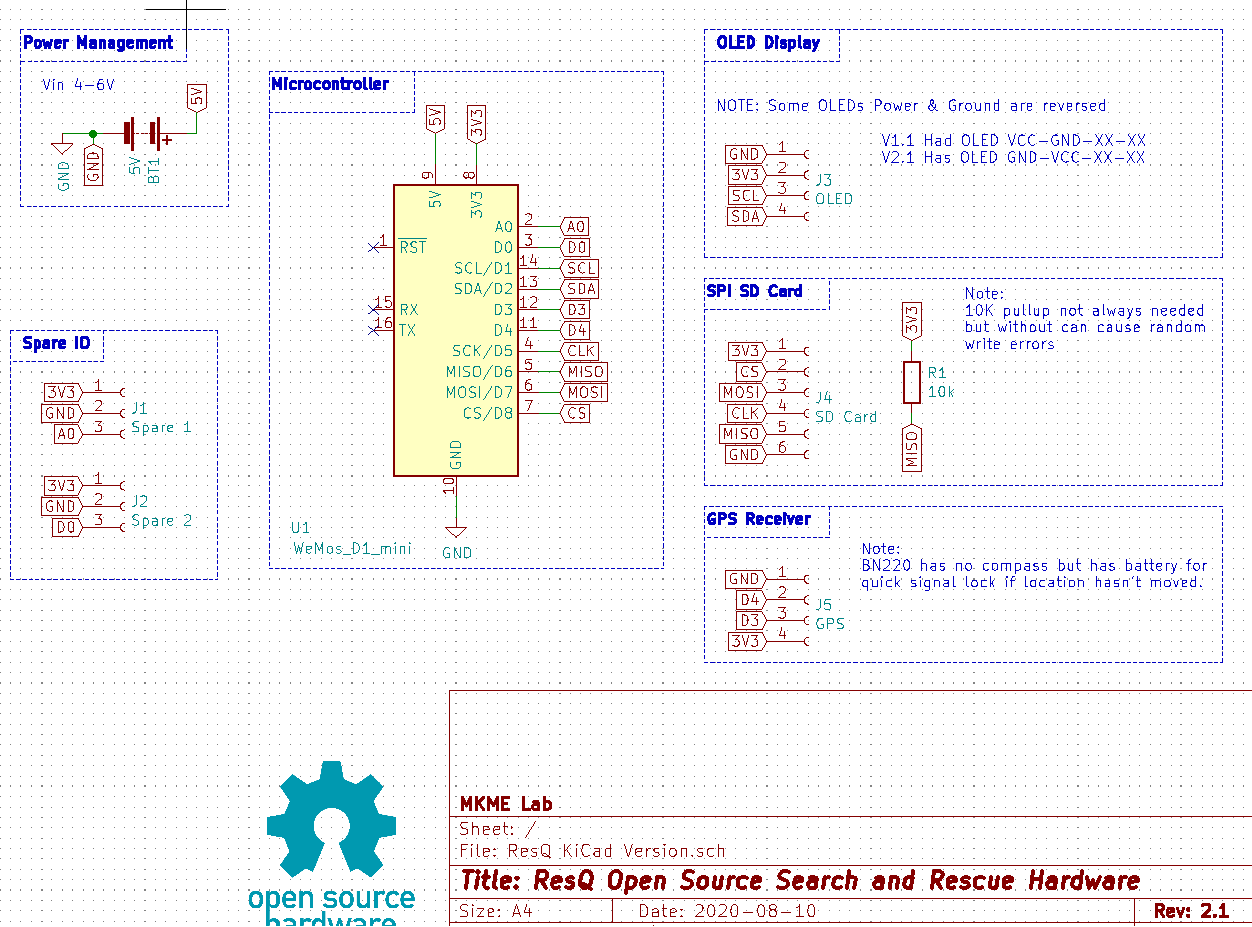 Power Management
Vin 4-6V
5V
GND
GND
5V
BT1
Microcontroller
5V
3V3
9
8
5V
3V3
1
RST
15
RX
16
TX
A0 2 A0
D0 3 D0
SCL/D1 14 SCL
SDA/D2 13 SDA
D3 12 D3
D4 11 D4
SCK/D5 4 CLK
MISO/D6 5 MISO
MOSI/D7 6 MOSI
CS/D8 7 CS
GND
10
GND
U1
WeMos_D1_mini
Spare IO
3V3 1
GND 2
A0 3
J1
Spare 1
3V3 1
GND 2
D0 3
J2
Spare 2
OLED Display
NOTE: Some OLEDs Power & Ground are reversed
V1.1 Had OLED VCC-GND-XX-XX
V2.1 Has OLED GND-VCC-XX-XX
GND 1
3V3 2
SCL 3
SDA 4
J3
OLED
SPI SD Card
Note:
10K pullup not always needed
but without can cause random
write errors
3V3 1
CS 2
MOSI 3
CLK 4
MISO 5
GND 6
J4
SD Card
3V3
R1
10k
MISO
GPS Receiver
Note:
BN220 has no compass but has battery for
quick signal lock if location hasn't moved.
GND 1
D4 2
D3 3
3V3 4
J5
GPS
open source
hardware
MKME Lab
Sheet: /
File: ResQ KiCad Version.sch
Title: ResQ Open Source Search and Rescue Hardware
Size: A4
Date: 2020-08-10
Rev: 2.1